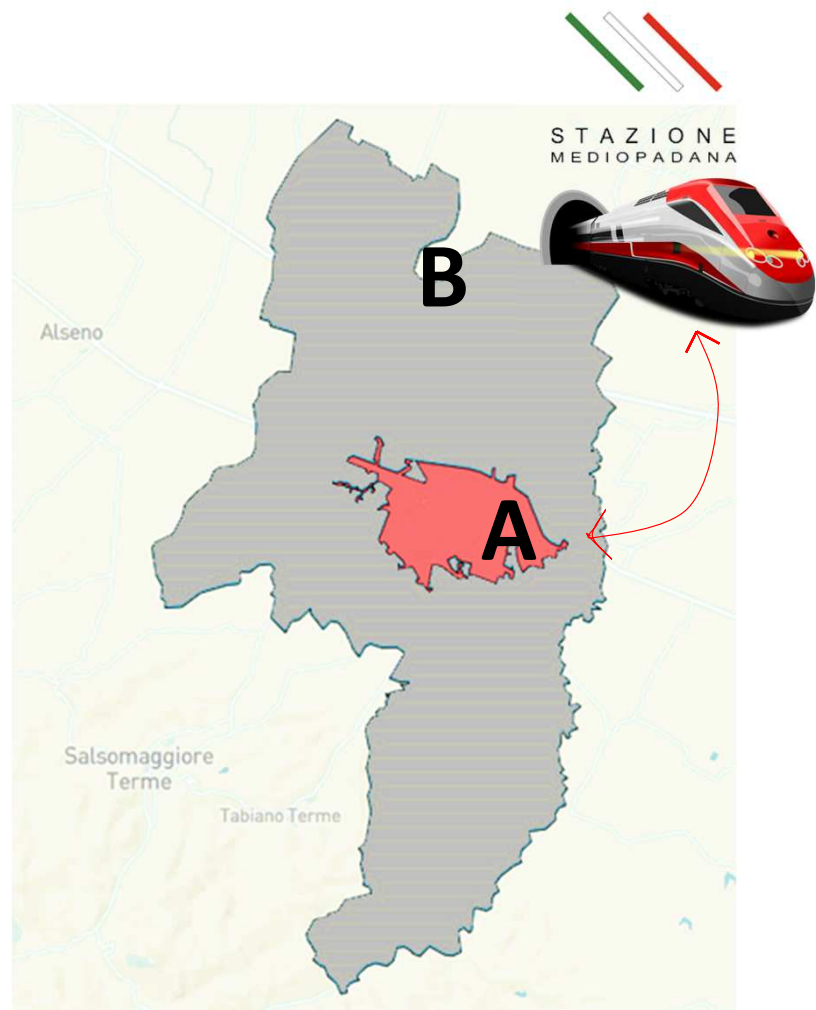 STAZIONE
MEDIOPADANA
B
Alseno
A
Salsomaggiore
Terme
Tabiano Terme